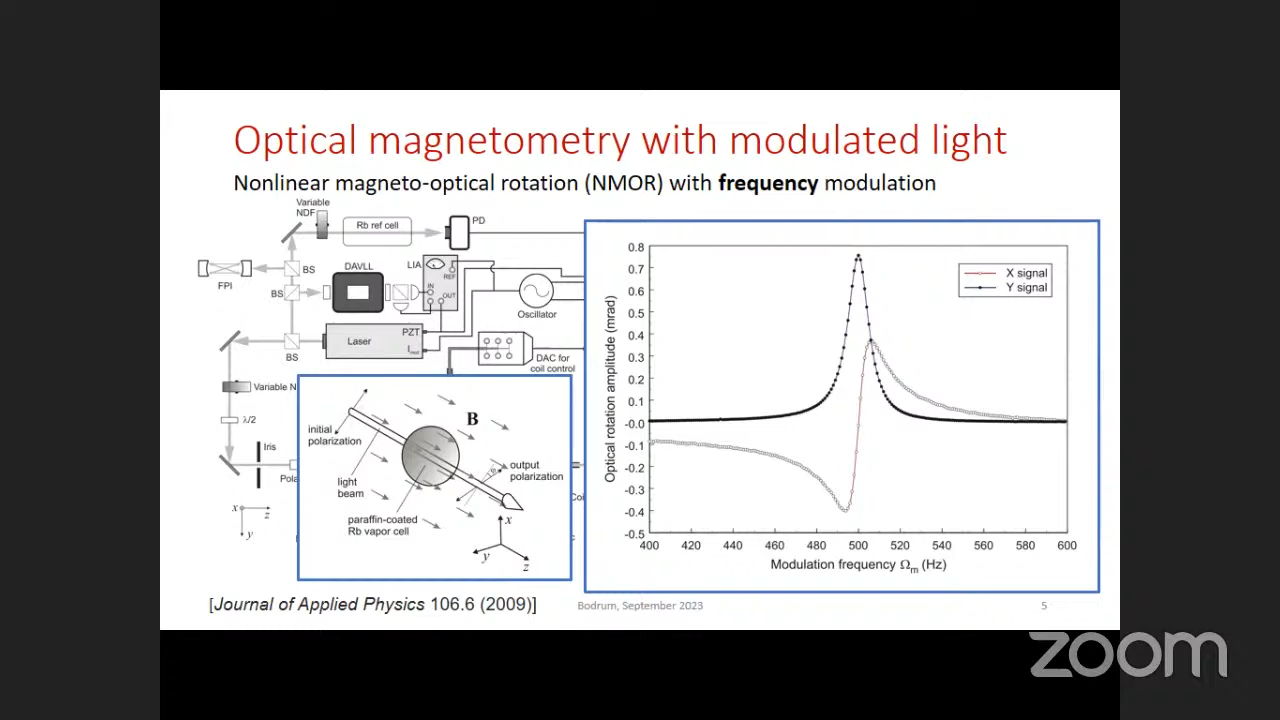 Optical magnetometry with modulated light
Nonlinear magneto-optical rotation (NMOR) with frequency modulation
Variable
NDF
Rb ref cell
PD
BS
FPI
DAVLL
LIA
REF
IN
OUT
BS
Oscillator
PZT
Laser
BS
DAC for
coil control
Variable N
λ/2
Iris
Pola
x
z
y
B
initial
polarization
output
polarization
φ
light
beam
paraffin-coated
Rb vapor cell
x
y
z
Coi
c
Optical rotation amplitude (mrad)
0.8
0.7
0.6
0.5
0.4
0.3
0.2
0.1
-0.0
-0.1
-0.2
-0.3
-0.4
-0.5
X signal
Y signal
400 420 440 460 480 500 520 540 560 580 600
Modulation frequency Ωm (Hz)
[Journal of Applied Physics 106.6 (2009)]
Bodrum, September 2023
5
zoom